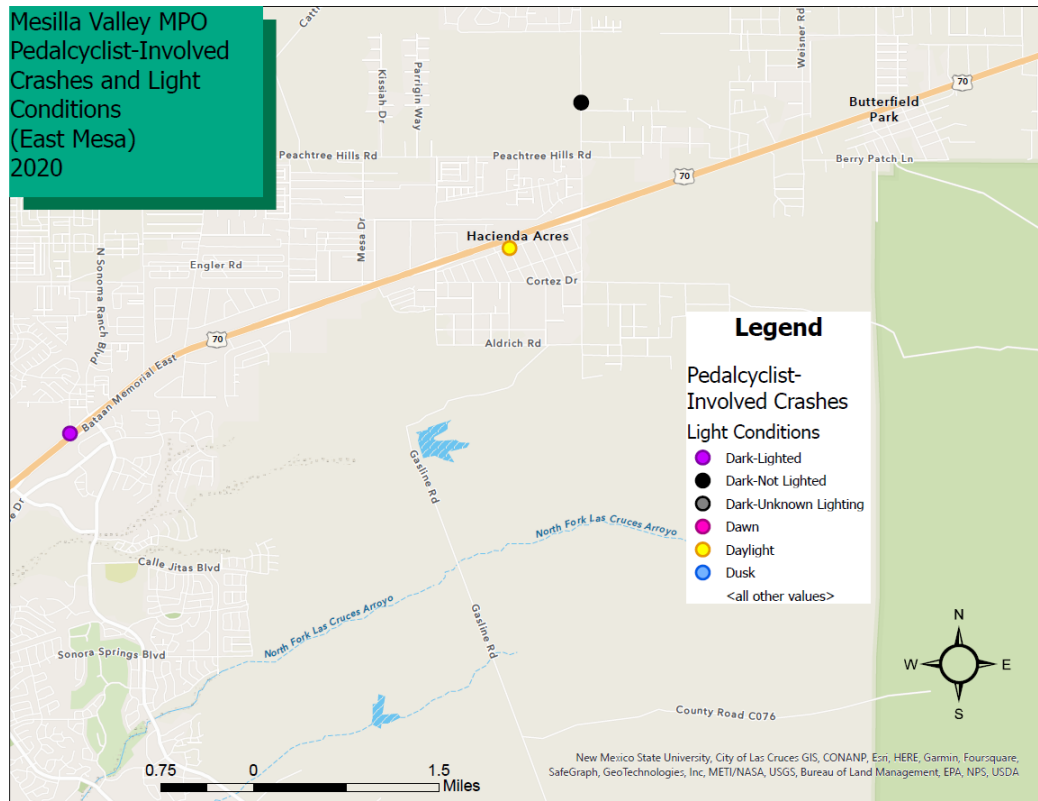 Mesilla Valley MPO
Pedalcyclist-Involved
Crashes and Light
Conditions
(East Mesa)
2020
Kissiah Dr
Parrigin Way
Weisner Rd
Butterfield
Park
70
Peachtree Hills Rd
Peachtree Hills Rd
Berry Patch Ln
70
Mesa Dr
Hacienda Acres
N Sonoma Ranch Blvd
Engler Rd
Cortez Dr
70
Aldrich Rd
Bataan Memorial East
Gasline Rd
North Fork Las Cruces Arroyo
Calle Jitas Blvd
North Fork Las Cruces Arroyo
Gasline Rd
Sonora Springs Blvd
County Road C076
Legend
Pedalcyclist-
Involved Crashes
Light Conditions
Dark-Lighted
Dark-Not Lighted
Dark-Unknown Lighting
Dawn
Daylight
Dusk
<all other values>
N
W E
S
0.75 0 1.5
Miles
New Mexico State University, City of Las Cruces GIS, CONANP, Esri, HERE, Garmin, Foursquare,
SafeGraph, GeoTechnologies, Inc, METI/NASA, USGS, Bureau of Land Management, EPA, NPS, USDA